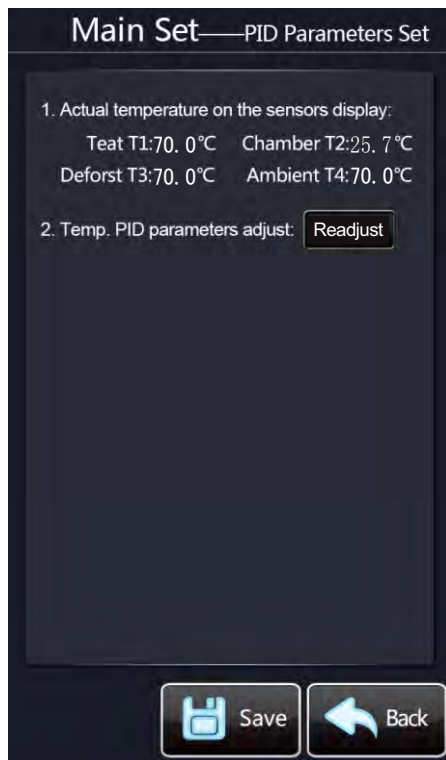 Main Set——PID Parameters Set
1. Actual temperature on the sensors display:
Teat T1:70. 0℃ Chamber T2:25. 7℃
Deforst T3:70. 0℃ Ambient T4:70. 0℃
2. Temp. PID parameters adjust: Readjust
Save Back